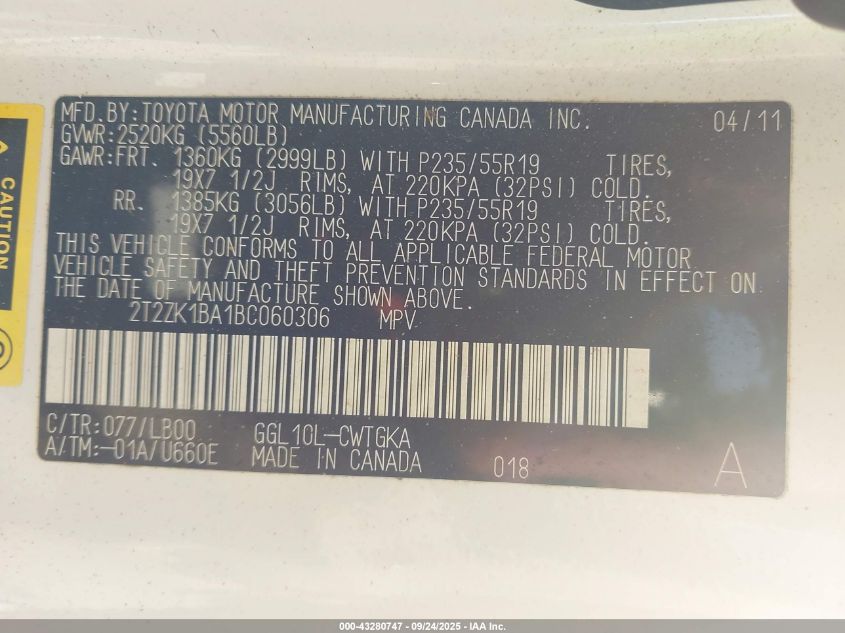 MFD. BY: TOYOTA MOTOR MANUFACTURING CANADA INC. 04/11
GVWR: 2520KG (5560LB)
GAWR: FRT. 1360KG (2999LB) WITH P235/55R19 TIRES,
19X7 1/2J RIMS, AT 220KPA (32PSI) COLD.
RR. 1385KG (3056LB) WITH P235/55R19 TIRES,
19X7 1/2J RIMS, AT 220KPA (32PSI) COLD.
THIS VEHICLE CONFORMS TO ALL APPLICABLE FEDERAL MOTOR
VEHICLE SAFETY AND THEFT PREVENTION STANDARDS IN EFFECT ON
THE DATE OF MANUFACTURE SHOWN ABOVE.
2T2ZK1BA1BC060306 MPV
C/TR: 077/LB00 GGL10L-CWTGKA
A/TM: -01A/U660E MADE IN CANADA 018 A
CAUTION
000-43280747 - 09/24/2025 - IAA Inc.